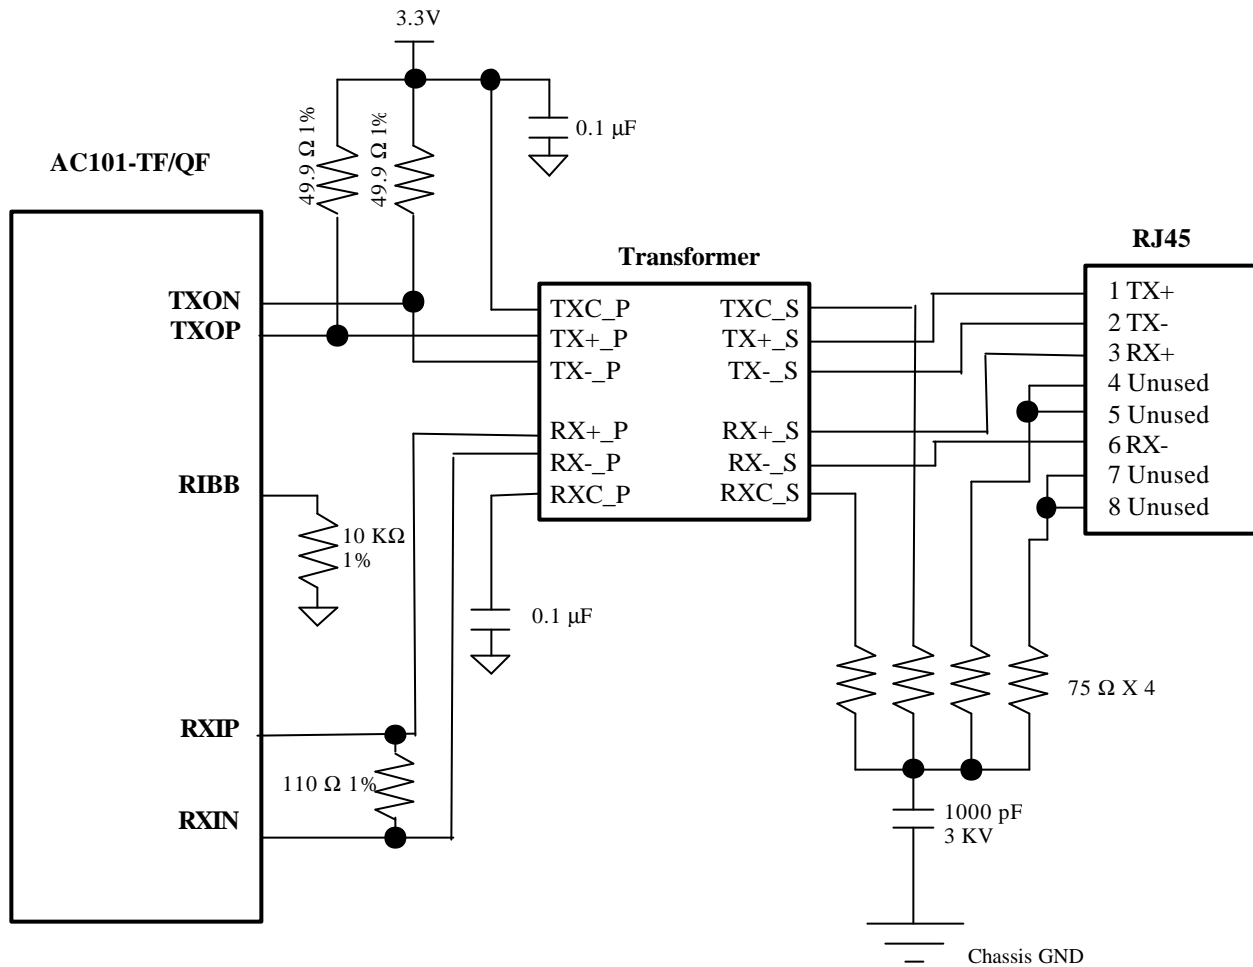 3.3V
49.9 Ω 1%
49.9 Ω 1%
0.1 µF
AC101-TF/QF
TXON
TXOP
RIBB
RXIP
RXIN
10 KΩ
1%
110 Ω 1%
0.1 µF
Transformer
TXC_P
TX+_P
TX-_P
RX+_P
RX-_P
RXC_P
TXC_S
TX+_S
TX-_S
RX+_S
RX-_S
RXC_S
RJ45
1 TX+
2 TX-
3 RX+
4 Unused
5 Unused
6 RX-
7 Unused
8 Unused
75 Ω X 4
1000 pF
3 KV
Chassis GND